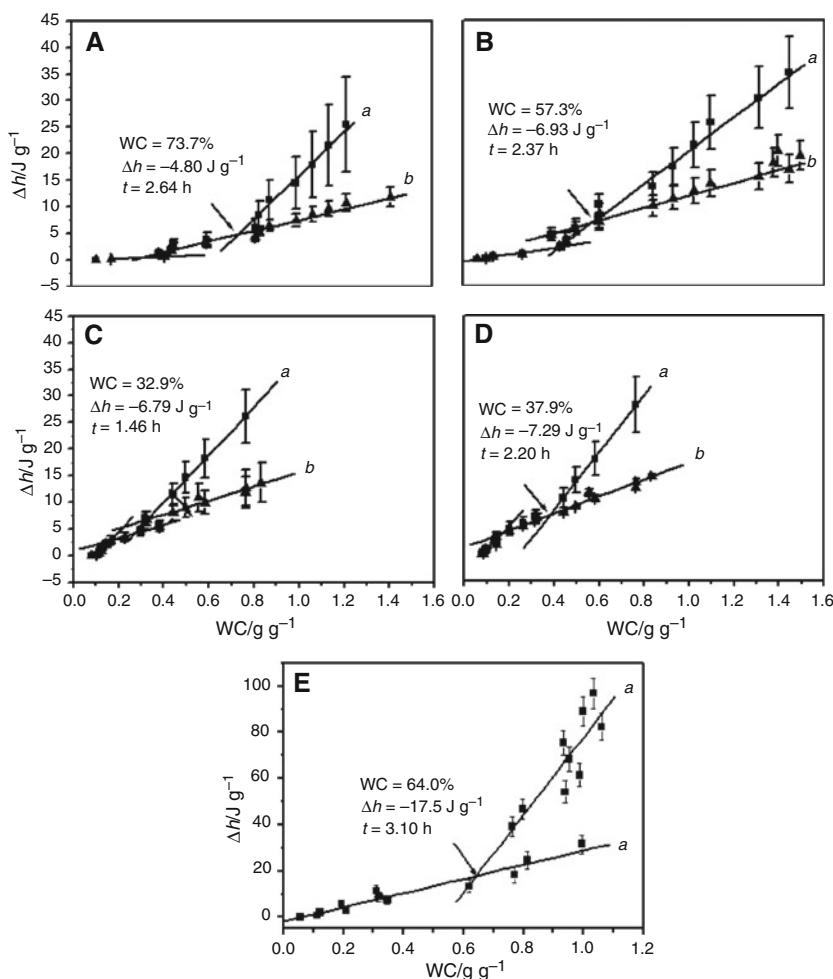 A
45
40
35
30
25
20
15
10
5
0
−5
Δh/J g⁻¹
WC = 73.7%
Δh = −4.80 J g⁻¹
t = 2.64 h
a
b
B
WC = 57.3%
Δh = −6.93 J g⁻¹
t = 2.37 h
a
b
C
45
40
35
30
25
20
15
10
5
0
−5
Δh/J g⁻¹
WC = 32.9%
Δh = −6.79 J g⁻¹
t = 1.46 h
a
b
0.0 0.2 0.4 0.6 0.8 1.0 1.2 1.4 1.6
WC/g g⁻¹
D
WC = 37.9%
Δh = −7.29 J g⁻¹
t = 2.20 h
a
b
0.0 0.2 0.4 0.6 0.8 1.0 1.2 1.4 1.6
WC/g g⁻¹
E
100
80
60
40
20
0
Δh/J g⁻¹
WC = 64.0%
Δh = −17.5 J g⁻¹
t = 3.10 h
a
a
0.0 0.2 0.4 0.6 0.8 1.0 1.2
WC/g g⁻¹